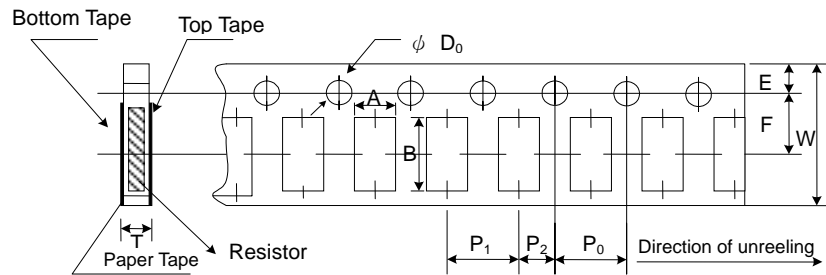 Bottom Tape
Top Tape
ψ D₀
A
B
E
F
W
T
Paper Tape
Resistor
P₁
P₂
P₀
Direction of unreeling